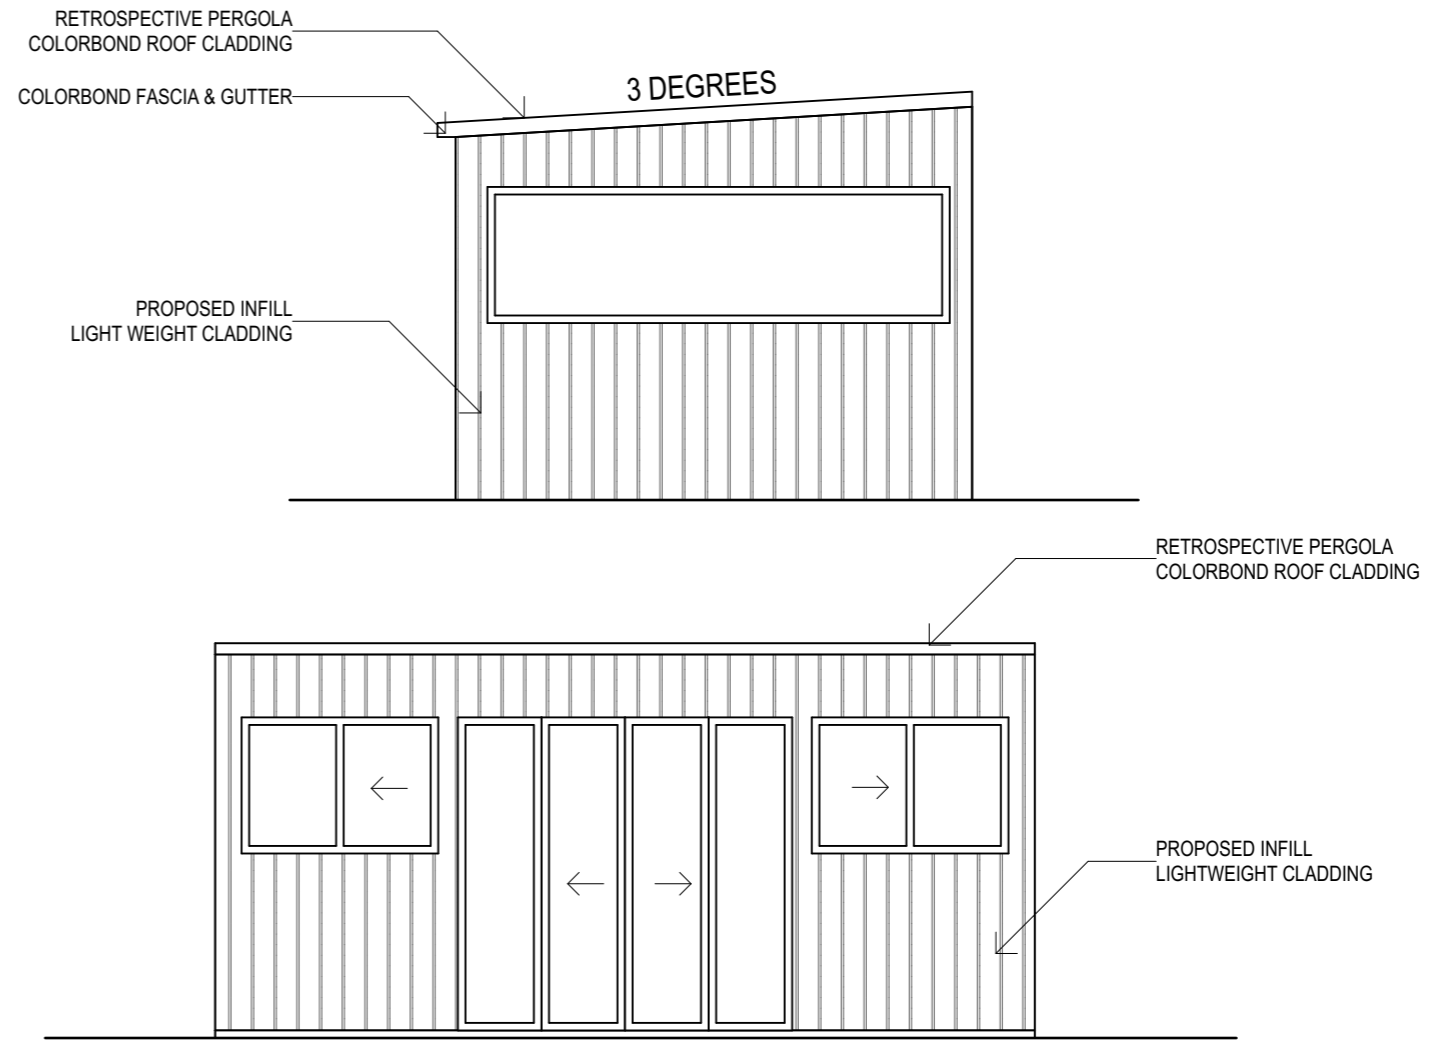 RETROSPECTIVE PERGOLA
COLORBOND ROOF CLADDING
3 DEGREES
COLORBOND FASCIA & GUTTER
PROPOSED INFILL
LIGHT WEIGHT CLADDING
RETROSPECTIVE PERGOLA
COLORBOND ROOF CLADDING
PROPOSED INFILL
LIGHTWEIGHT CLADDING